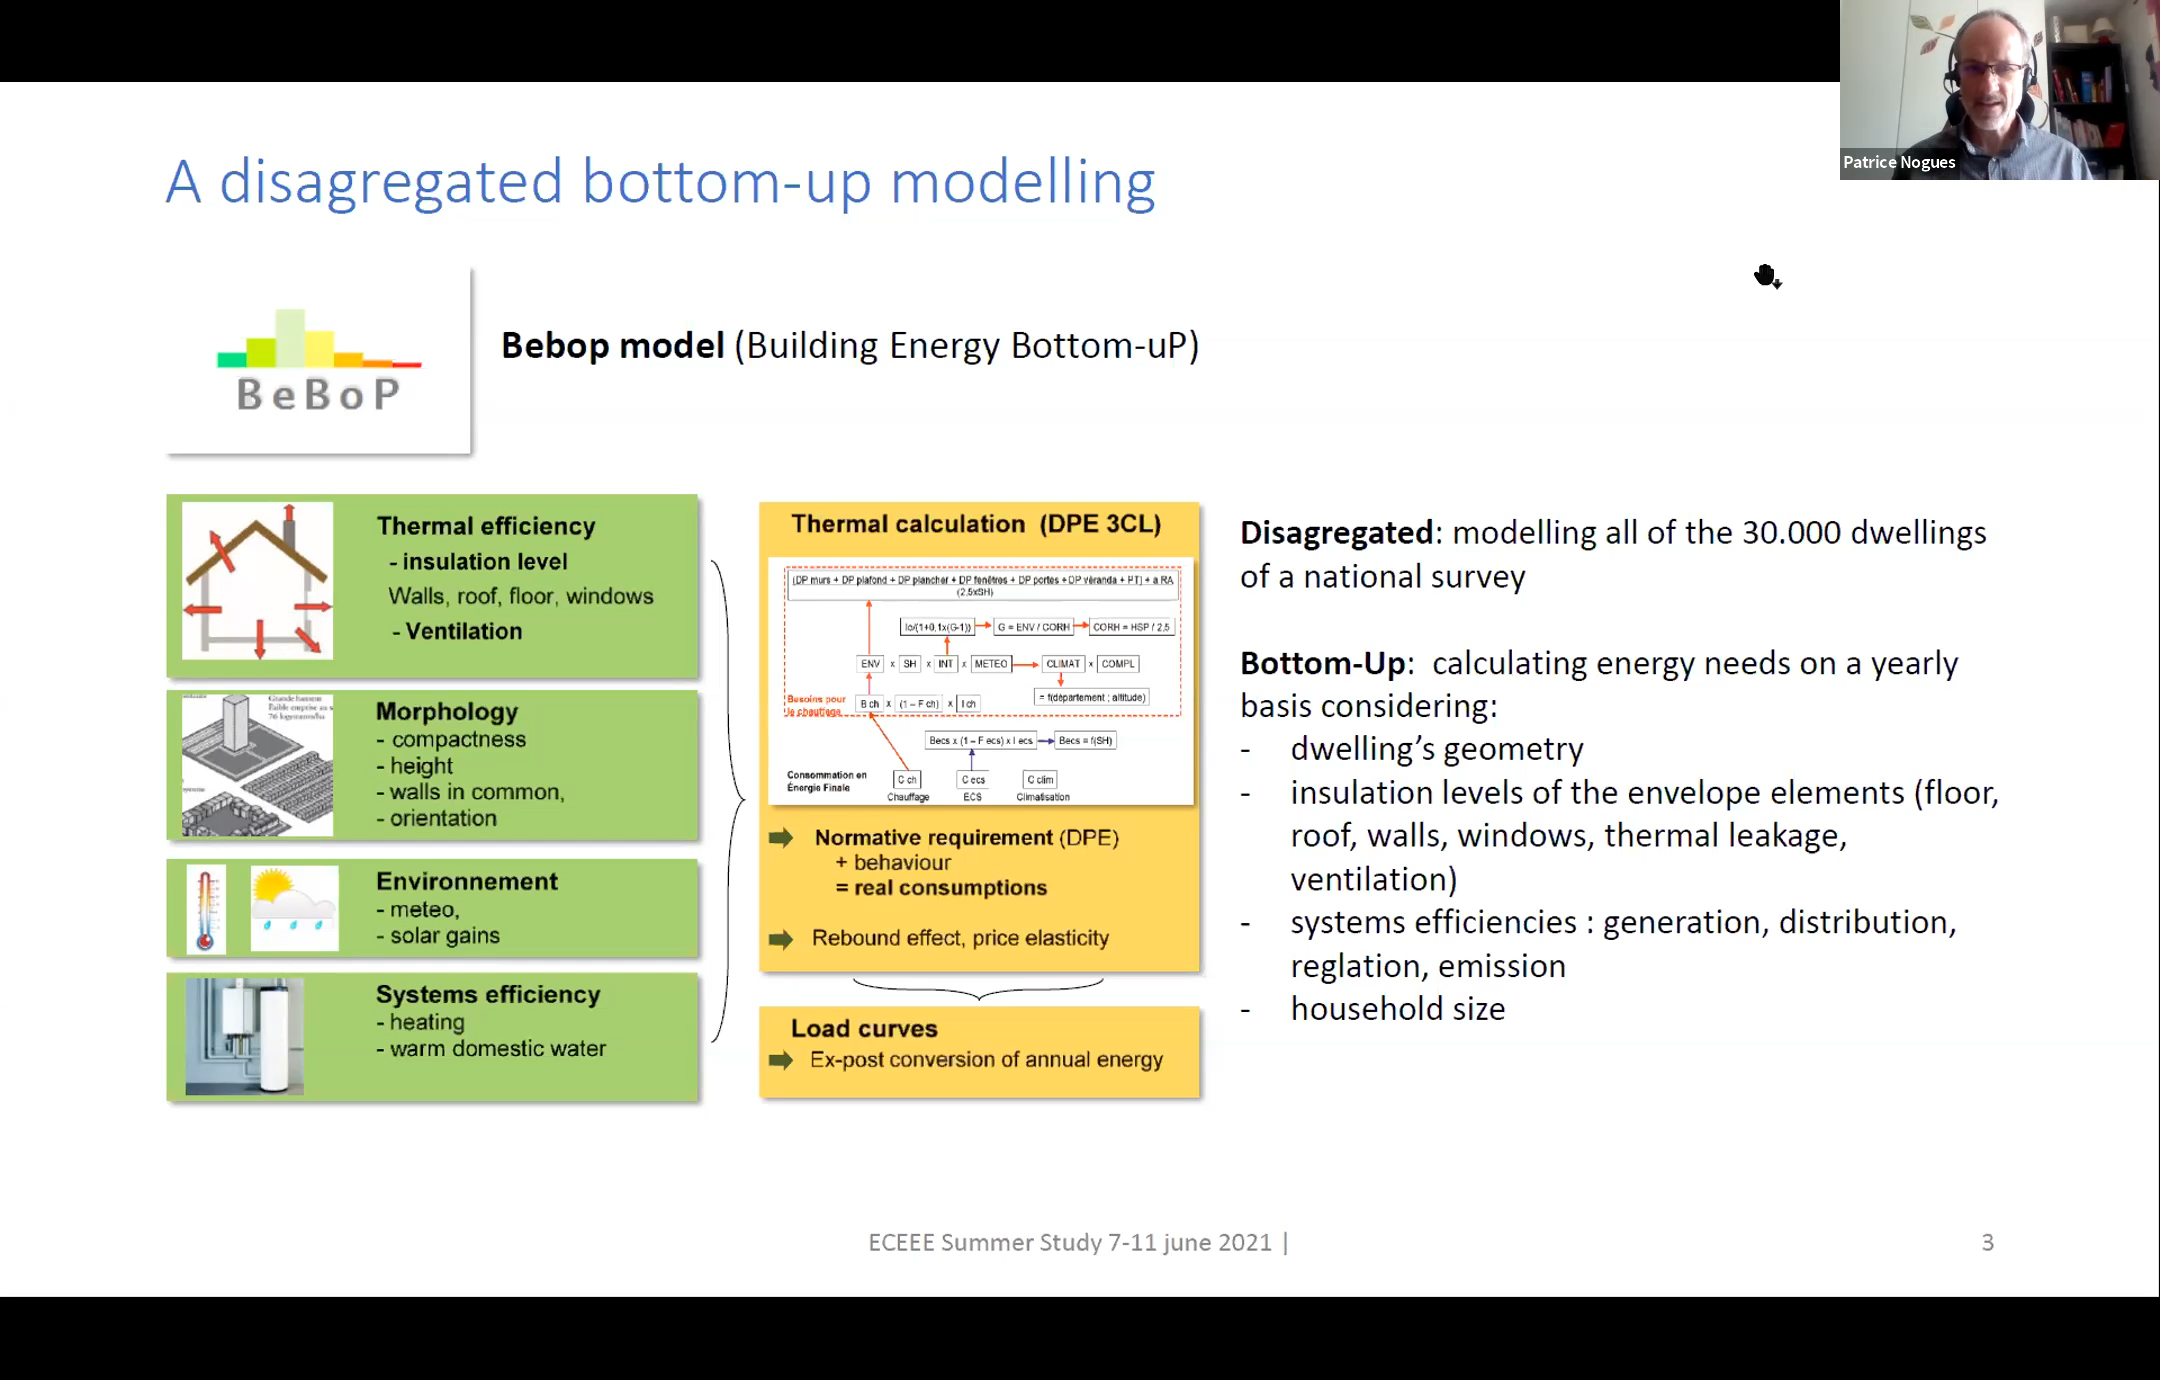 Patrice Nogues
A disagregated bottom-up modelling
BeBoP
Bebop model (Building Energy Bottom-uP)
Thermal efficiency
- insulation level
Walls, roof, floor, windows
- Ventilation
Grande hauteur
Faible emprise au s
76 logements/ha
Morphology
- compactness
- height
- walls in common,
- orientation
Environnement
- meteo,
- solar gains
Systems efficiency
- heating
- warm domestic water
Thermal calculation (DPE 3CL)
(DP murs + DP plafond + DP plancher + DP fenêtres + DP portes + DP véranda + PT) + a RA
(2,5xSH)
Io/(1+0,1x(G-1)) G = ENV / CORH CORH = HSP / 2,5
ENV x SH x INT x METEO CLIMAT x COMPL
= f(département ; altitude)
Besoins pour
le chauffage
B ch x (1 – F ch) x I ch
Becs x (1 – F ecs) x I ecs Becs = f(SH)
Consommation en
Énergie Finale
C ch C ecs C clim
Chauffage ECS Climatisation
Normative requirement (DPE)
+ behaviour
= real consumptions
Rebound effect, price elasticity
Load curves
Ex-post conversion of annual energy
Disagregated: modelling all of the 30.000 dwellings
of a national survey
Bottom-Up: calculating energy needs on a yearly
basis considering:
- dwelling’s geometry
- insulation levels of the envelope elements (floor,
roof, walls, windows, thermal leakage,
ventilation)
- systems efficiencies : generation, distribution,
reglation, emission
- household size
ECEEE Summer Study 7-11 june 2021 |
3